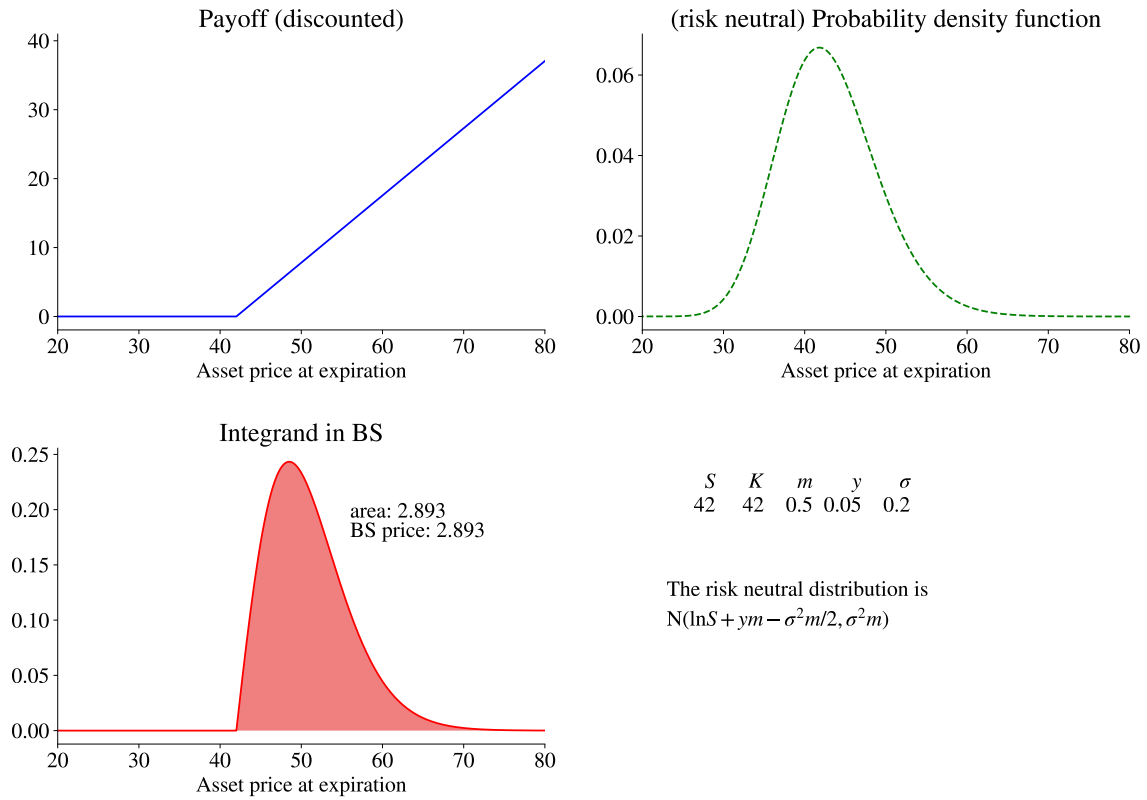 Payoff (discounted)
40
30
20
10
0
20 30 40 50 60 70 80
Asset price at expiration
(risk neutral) Probability density function
0.06
0.04
0.02
0.00
20 30 40 50 60 70 80
Asset price at expiration
Integrand in BS
0.25
0.20
0.15
0.10
0.05
0.00
area: 2.893
BS price: 2.893
20 30 40 50 60 70 80
Asset price at expiration
S K m y σ
42 42 0.5 0.05 0.2
The risk neutral distribution is
N(lnS + ym − σ²m/2, σ²m)